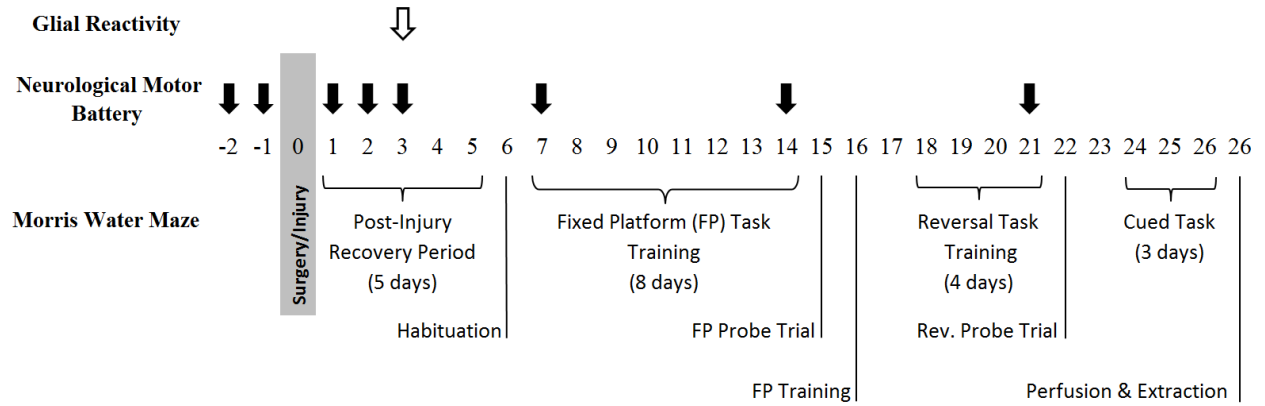 Glial Reactivity
Neurological Motor
Battery
-2 -1 0 1 2 3 4 5 6 7 8 9 10 11 12 13 14 15 16 17 18 19 20 21 22 23 24 25 26 26
Surgery/Injury
Morris Water Maze
Post-Injury
Recovery Period
(5 days)
Fixed Platform (FP) Task
Training
(8 days)
Reversal Task
Training
(4 days)
Cued Task
(3 days)
Habituation
FP Probe Trial
Rev. Probe Trial
FP Training
Perfusion & Extraction